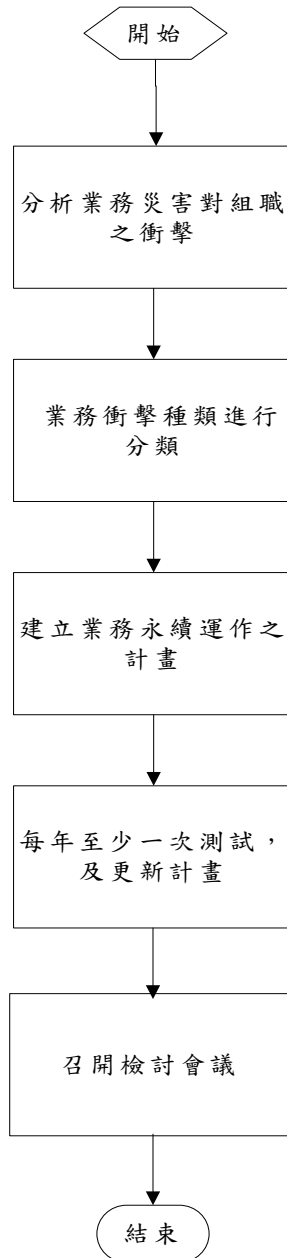 開始
分析業務災害對組職
之衝擊
業務衝擊種類進行
分類
建立業務永續運作之
計畫
每年至少一次測試，
及更新計畫
召開檢討會議
結束